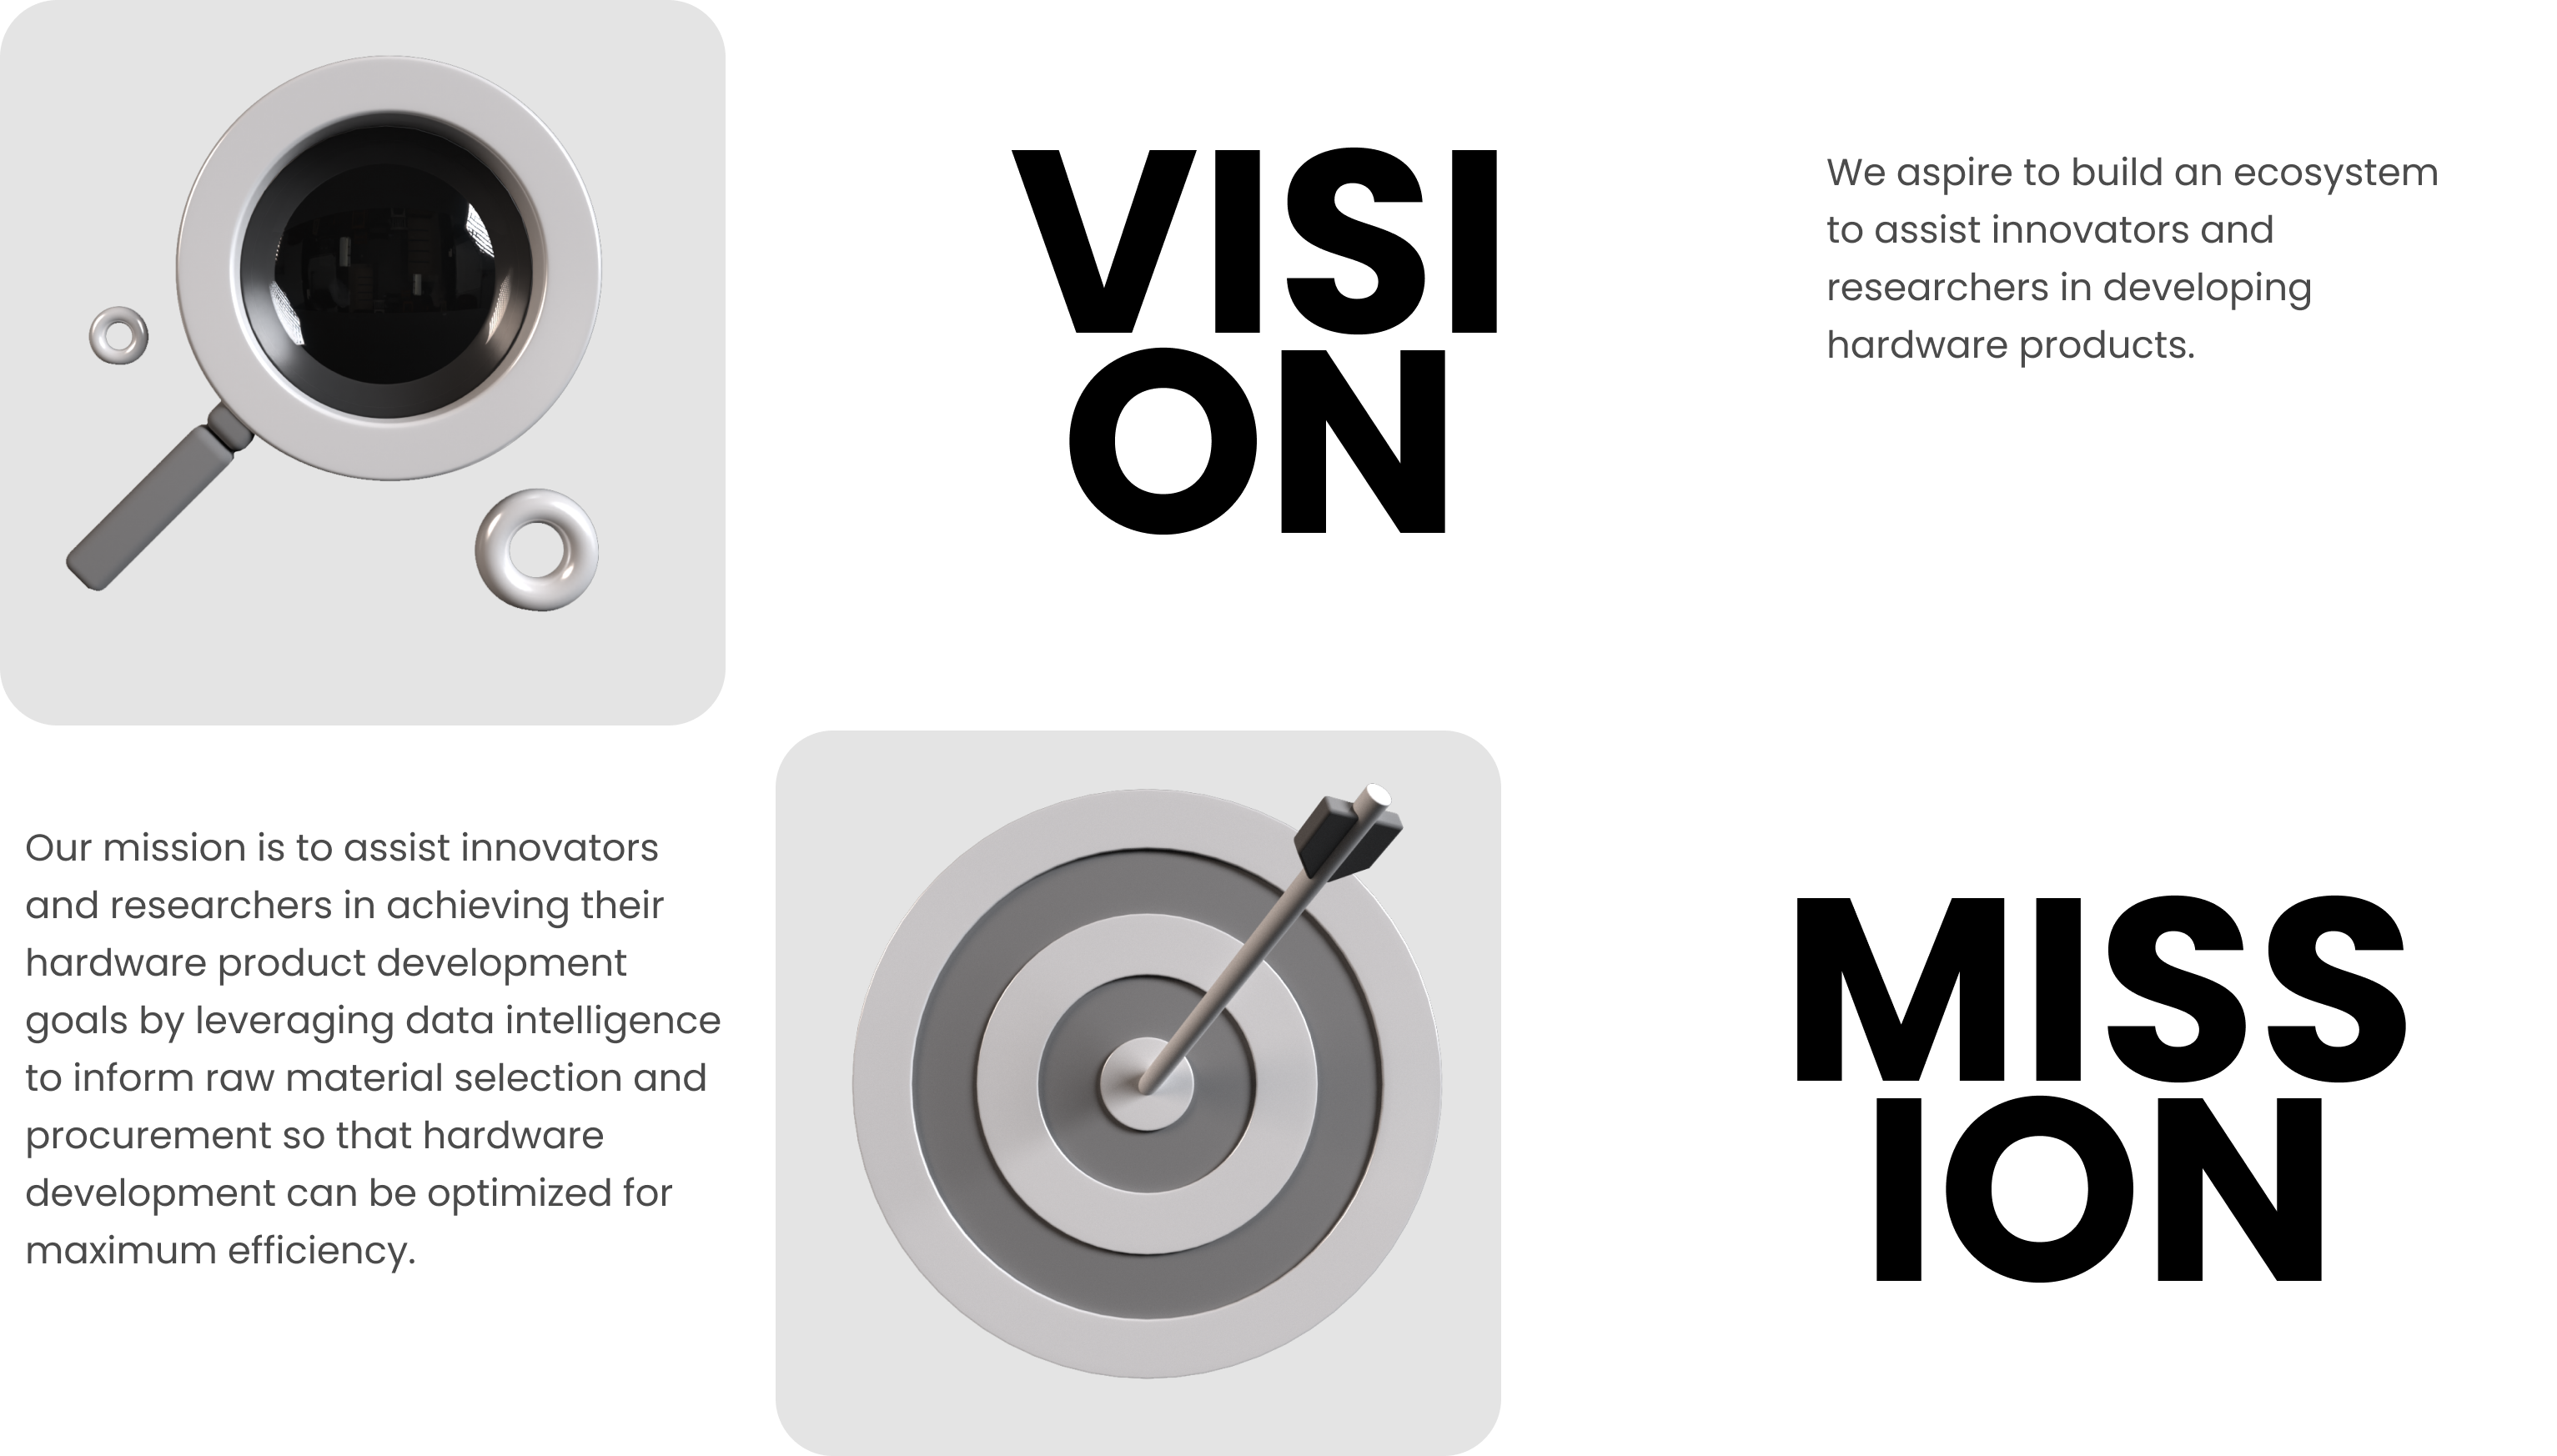 VISI
ON
We aspire to build an ecosystem
to assist innovators and
researchers in developing
hardware products.
Our mission is to assist innovators
and researchers in achieving their
hardware product development
goals by leveraging data intelligence
to inform raw material selection and
procurement so that hardware
development can be optimized for
maximum efficiency.
MISS
ION